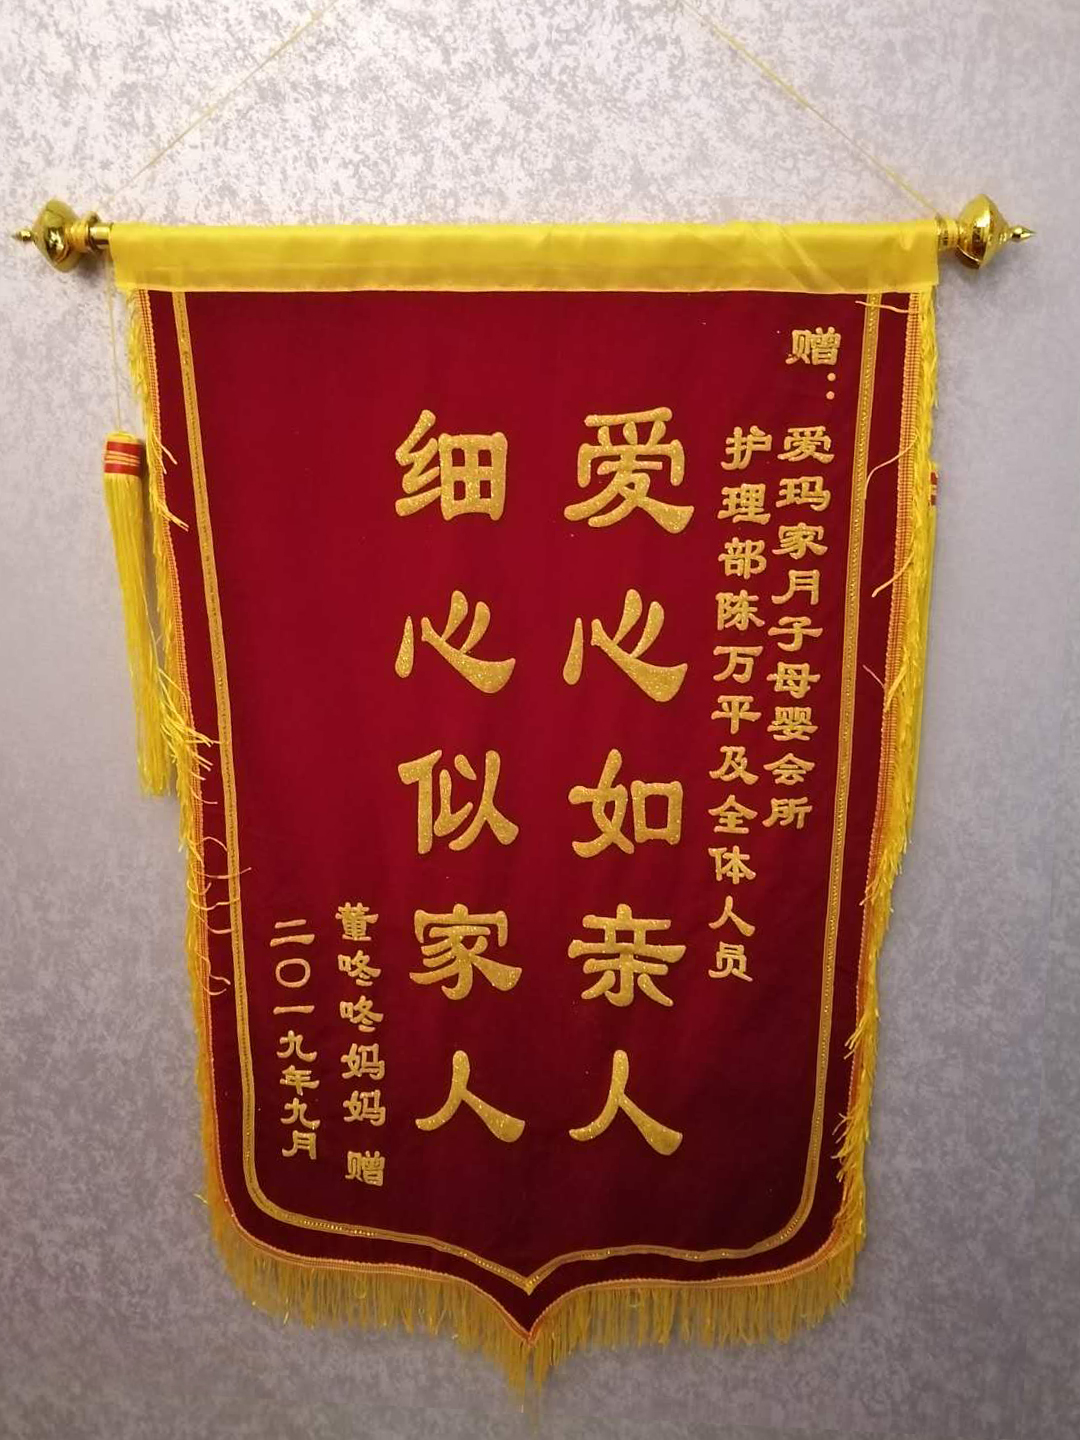 赠：
爱玛家月子母婴会所
护理部陈万平及全体人员
爱心如亲人
细心似家人
董咚咚妈妈 赠
二〇一九年九月